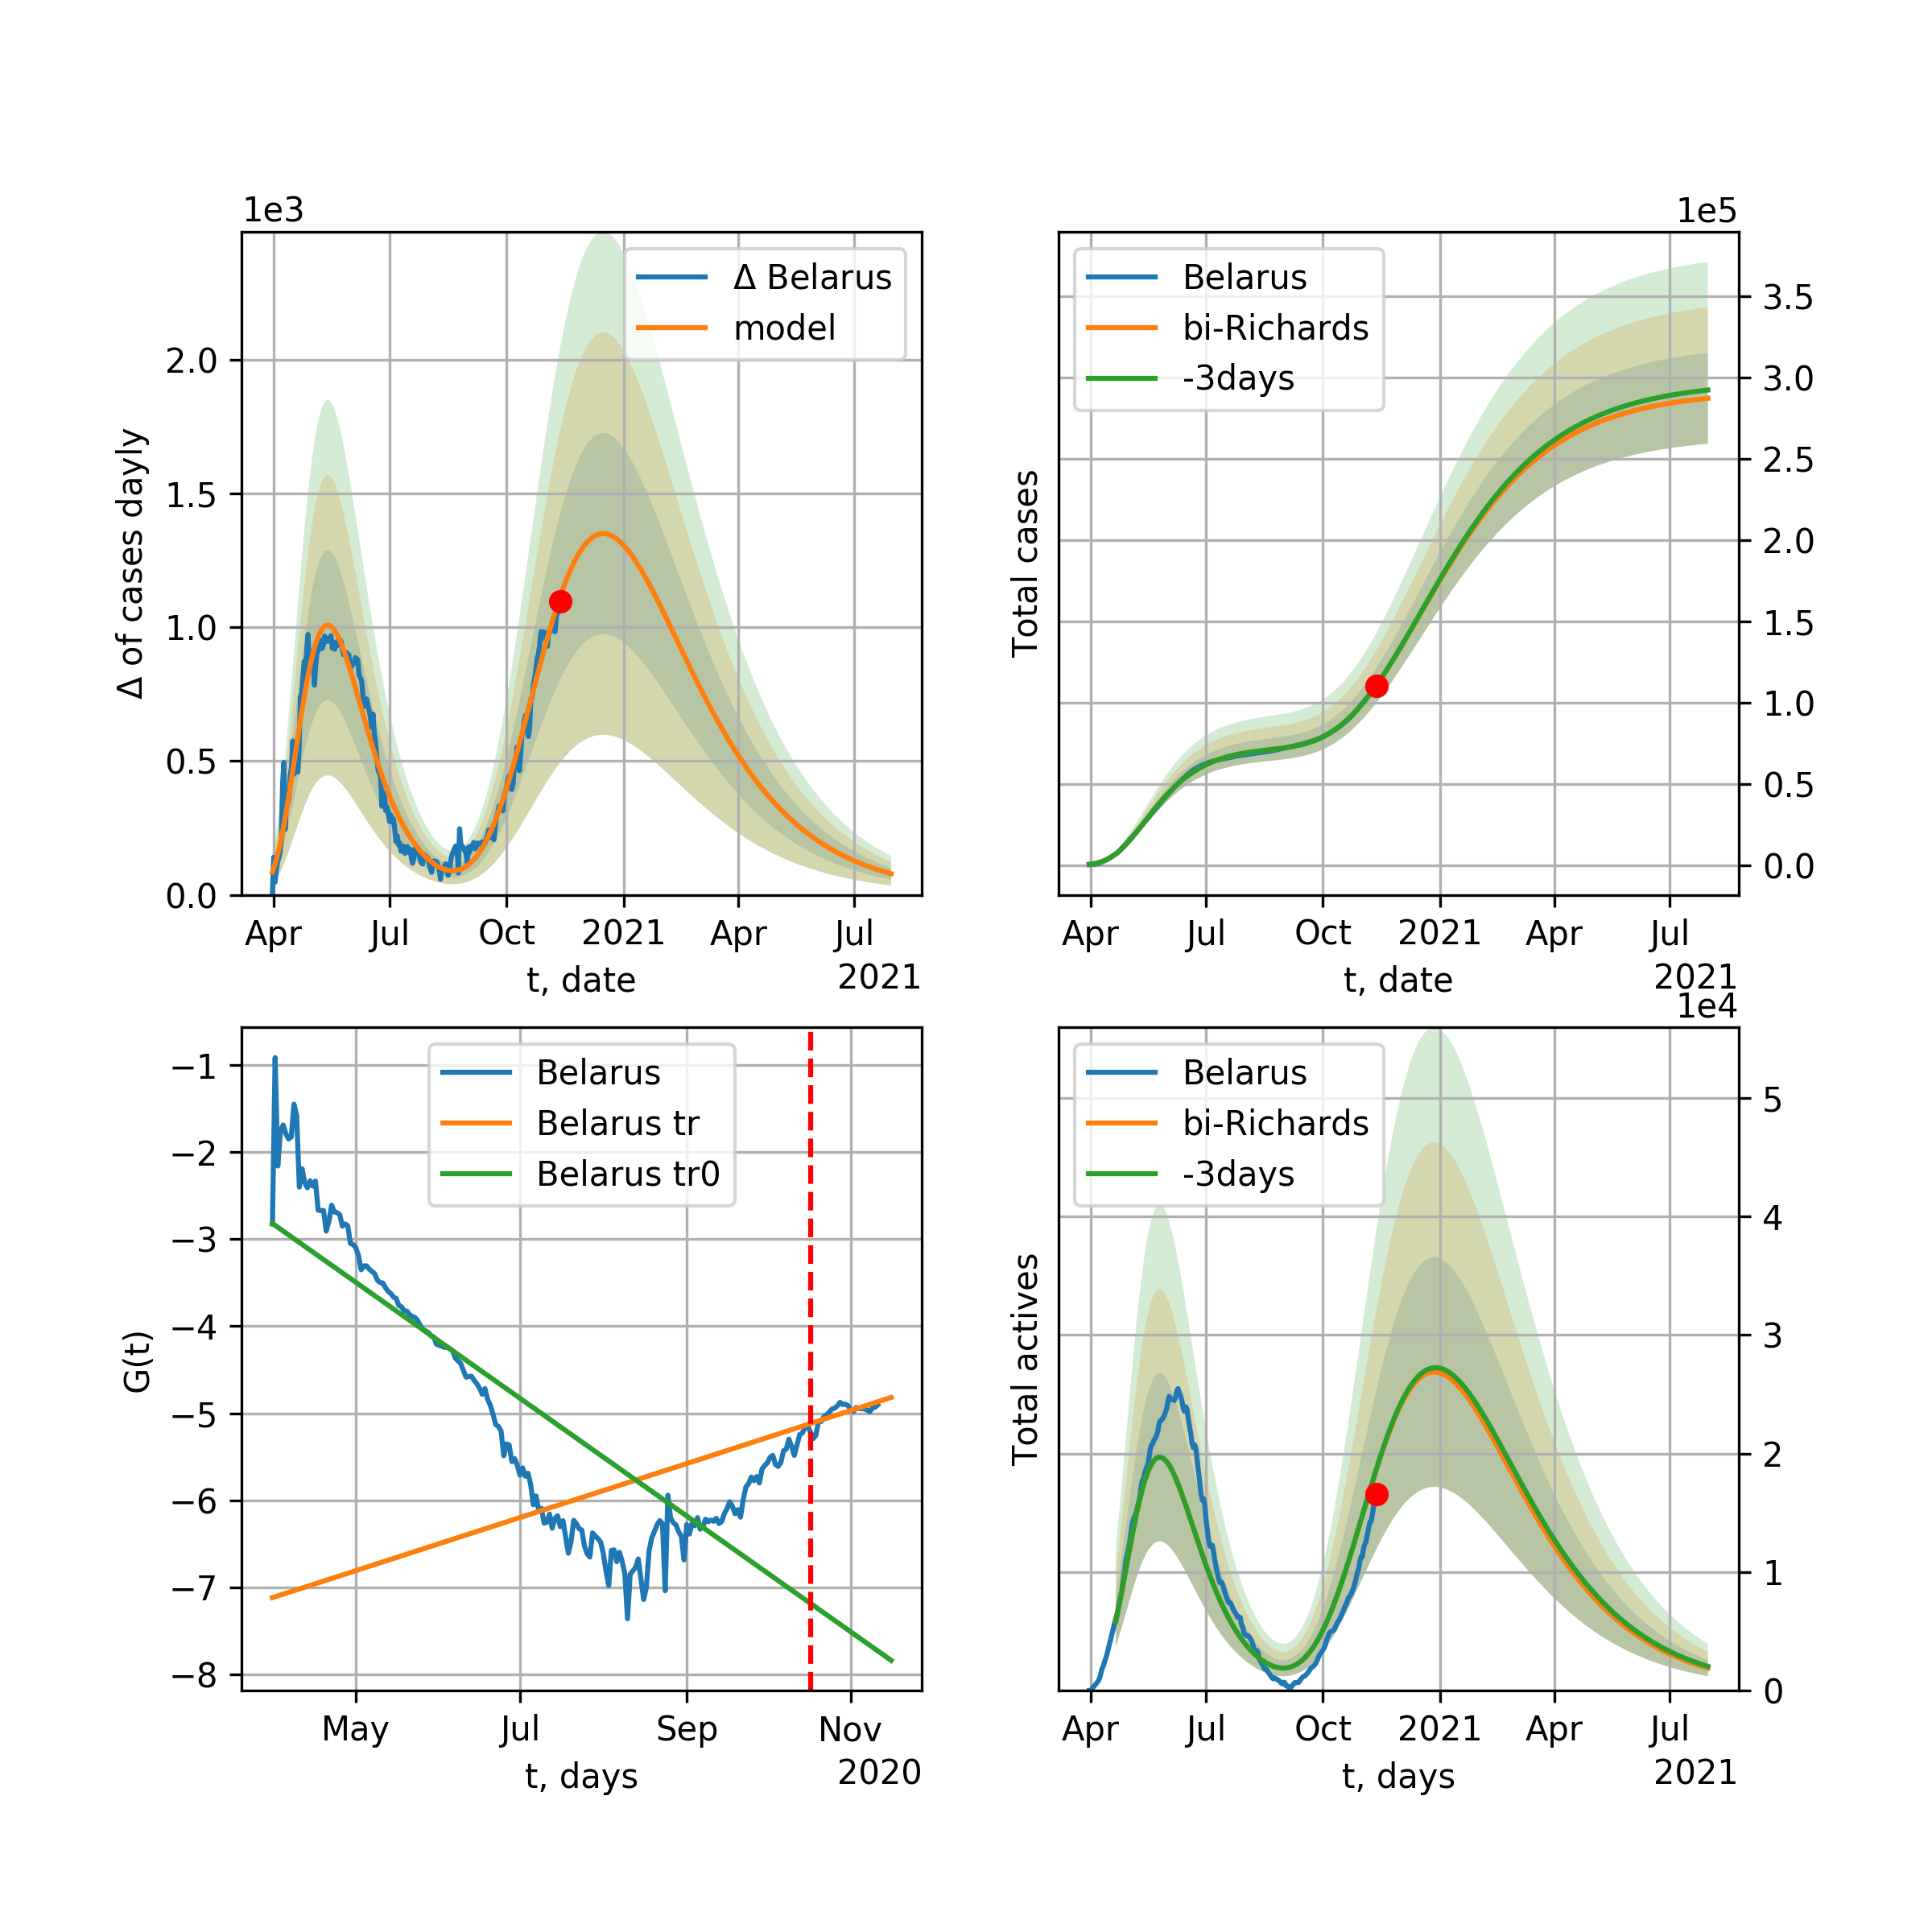 1e3
Δ Belarus
model
2.0
1.5
1.0
0.5
0.0
Δ of cases dayly
Apr Jul Oct 2021 Apr Jul
t, date
2021
1e5
Belarus
bi-Richards
-3days
3.5
3.0
2.5
2.0
1.5
1.0
0.5
0.0
Total cases
Apr Jul Oct 2021 Apr Jul
t, date
2021
Belarus
Belarus tr
Belarus tr0
−1
−2
−3
−4
−5
−6
−7
−8
G(t)
May Jul Sep Nov
t, days
2020
1e4
Belarus
bi-Richards
-3days
5
4
3
2
1
0
Total actives
Apr Jul Oct 2021 Apr Jul
t, days
2021